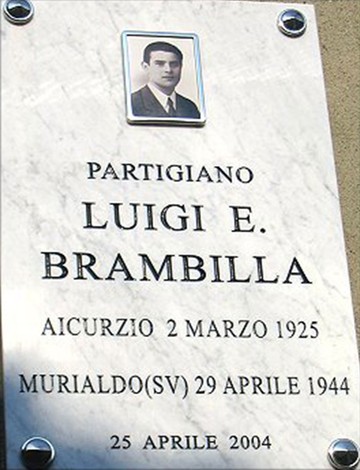 PARTIGIANO
LUIGI E.
BRAMBILLA
AICURZIO 2 MARZO 1925
MURIALDO(SV) 29 APRILE 1944
25 APRILE 2004